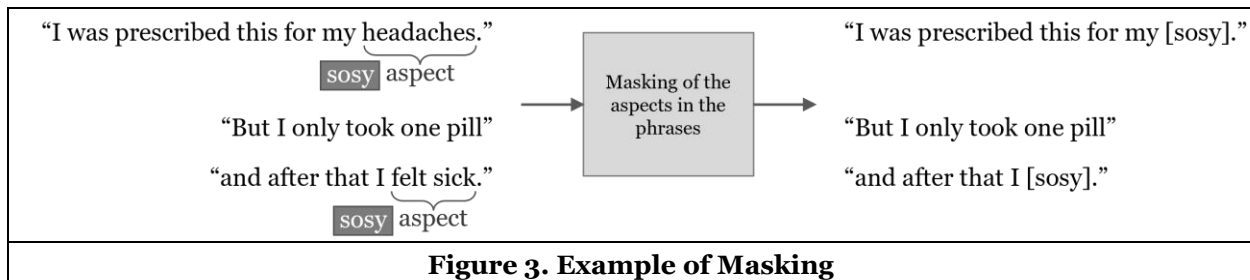 “I was prescribed this for my headaches.”
sosy aspect
“But I only took one pill”
“and after that I felt sick.”
sosy aspect
Masking of the
aspects in the
phrases
“I was prescribed this for my [sosy].”
“But I only took one pill”
“and after that I [sosy].”
Figure 3. Example of Masking